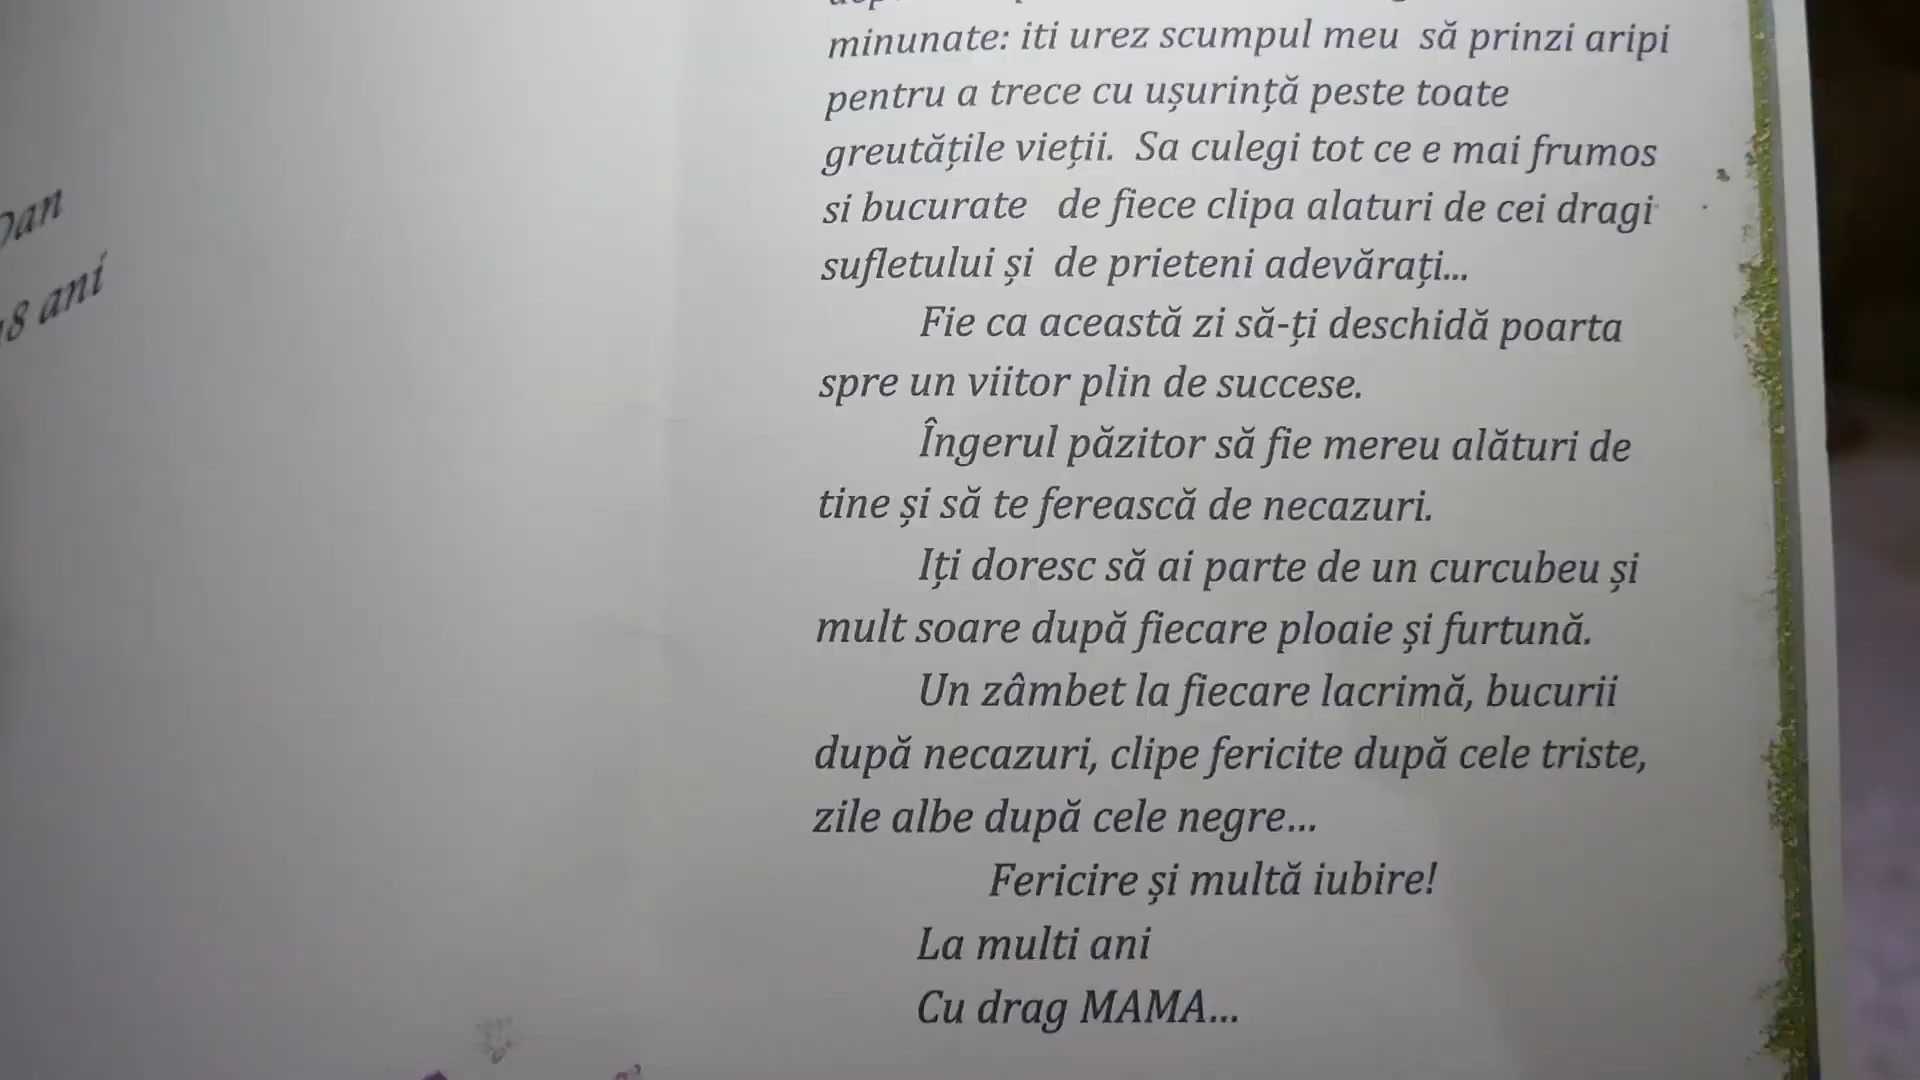 Dan
18 ani
minunate: iti urez scumpul meu să prinzi aripi
pentru a trece cu ușurință peste toate
greutățile vieții. Sa culegi tot ce e mai frumos
si bucurate de fiece clipa alaturi de cei dragi
sufletului și de prieteni adevărați...
Fie ca această zi să-ți deschidă poarta
spre un viitor plin de succese.
Îngerul păzitor să fie mereu alături de
tine și să te ferească de necazuri.
Iți doresc să ai parte de un curcubeu și
mult soare după fiecare ploaie și furtună.
Un zâmbet la fiecare lacrimă, bucurii
după necazuri, clipe fericite după cele triste,
zile albe după cele negre...
Fericire și multă iubire!
La multi ani
Cu drag MAMA...